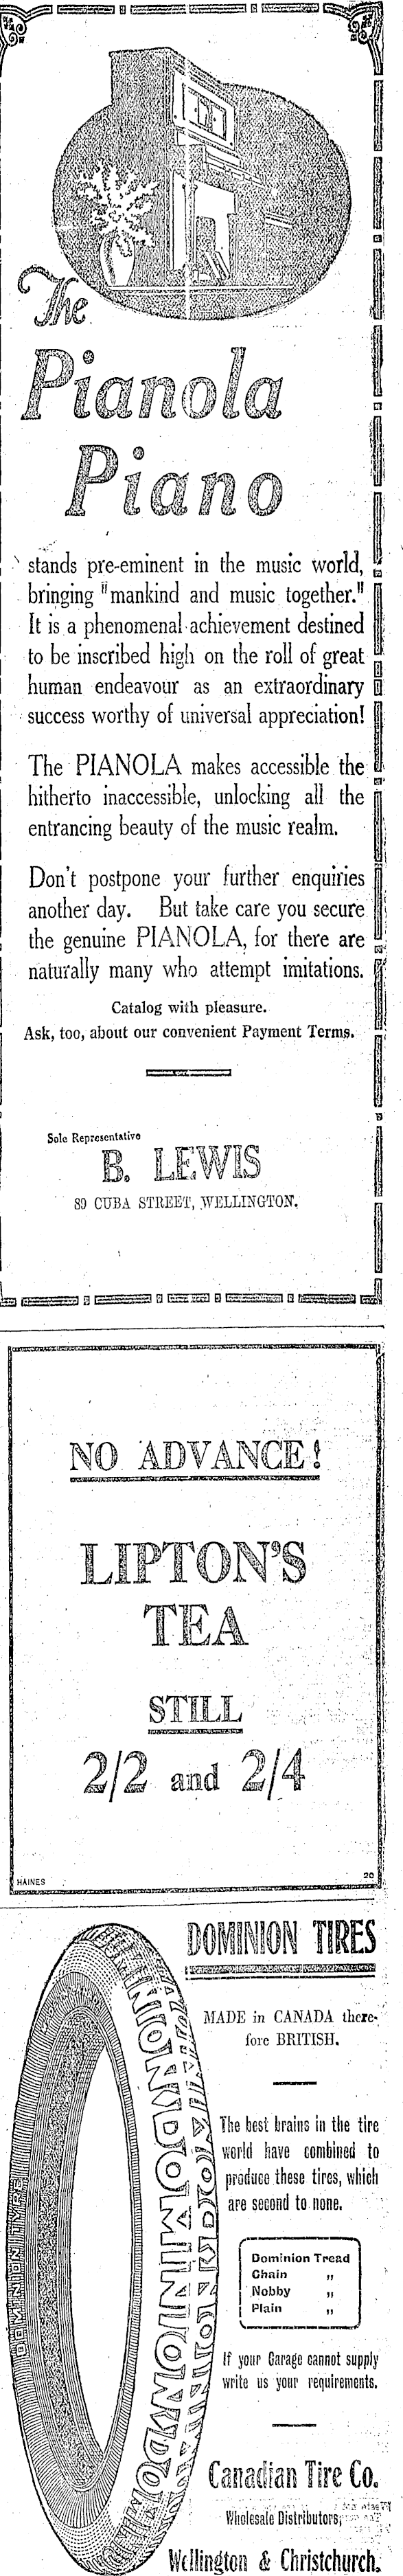 The
Pianola
Piano
stands pre-eminent in the music world,
bringing "mankind and music together."
It is a phenomenal achievement destined
to be inscribed high on the roll of great
human endeavour as an extraordinary
success worthy of universal appreciation!
The PIANOLA makes accessible the
hitherto inaccessible, unlocking all the
entrancing beauty of the music realm.
Don't postpone your further enquiries
another day. But take care you secure
the genuine PIANOLA, for there are
naturally many who attempt imitations.
Catalog with pleasure.
Ask, too, about our convenient Payment Terms.
Sole Representative
B. LEWIS
89 CUBA STREET, WELLINGTON.
NO ADVANCE!
LIPTON'S
TEA
STILL
2/2 and 2/4
HAINES 20
DOMINION TIRES
MADE in CANADA there-
fore BRITISH.
The best brains in the tire
world have combined to
produce these tires, which
are second to none.
Dominion Tread
Chain "
Nobby "
Plain "
If your Garage cannot supply
write us your requirements.
Canadian Tire Co.
Wholesale Distributors,
Wellington & Christchurch.